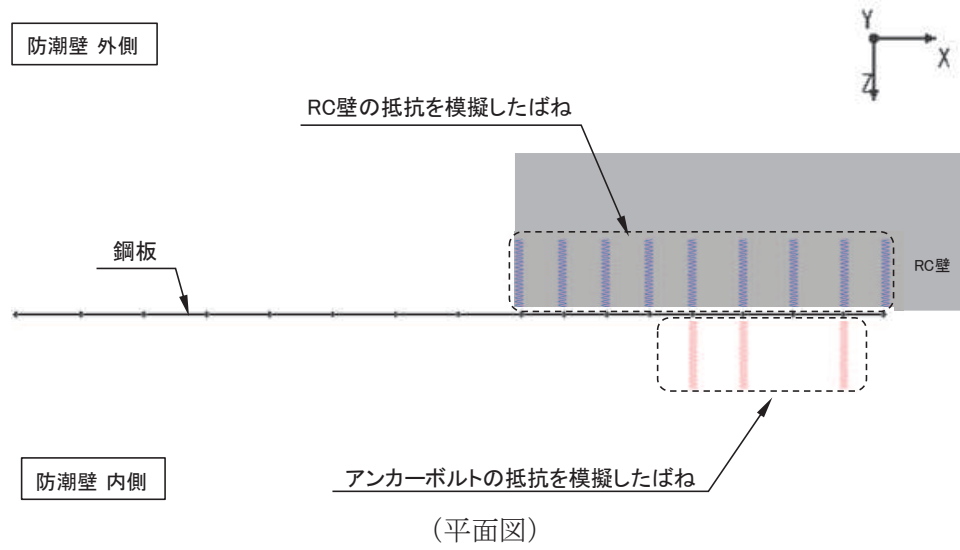 防潮壁 外側
Y
X
Z
RC壁の抵抗を模擬したばね
鋼板
RC壁
防潮壁 内側
アンカーボルトの抵抗を模擬したばね
（平面図）